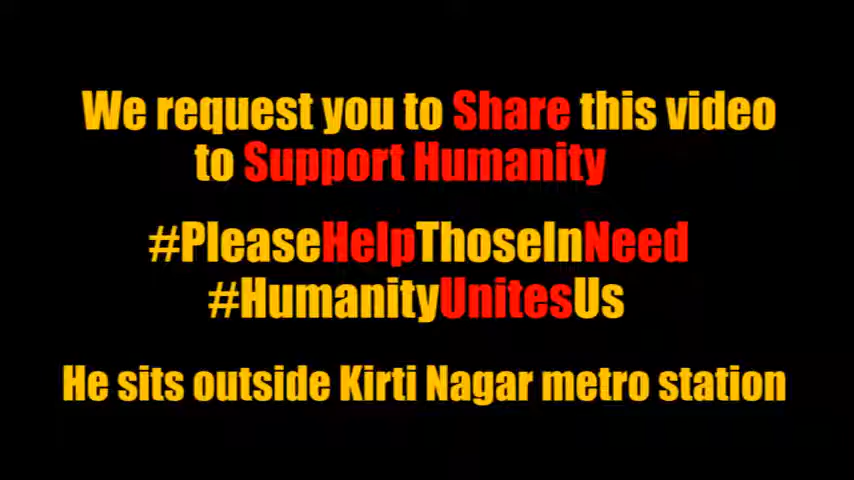 We request you to Share this video
to Support Humanity
#PleaseHelpThoseInNeed
#HumanityUnitesUs
He sits outside Kirti Nagar metro station